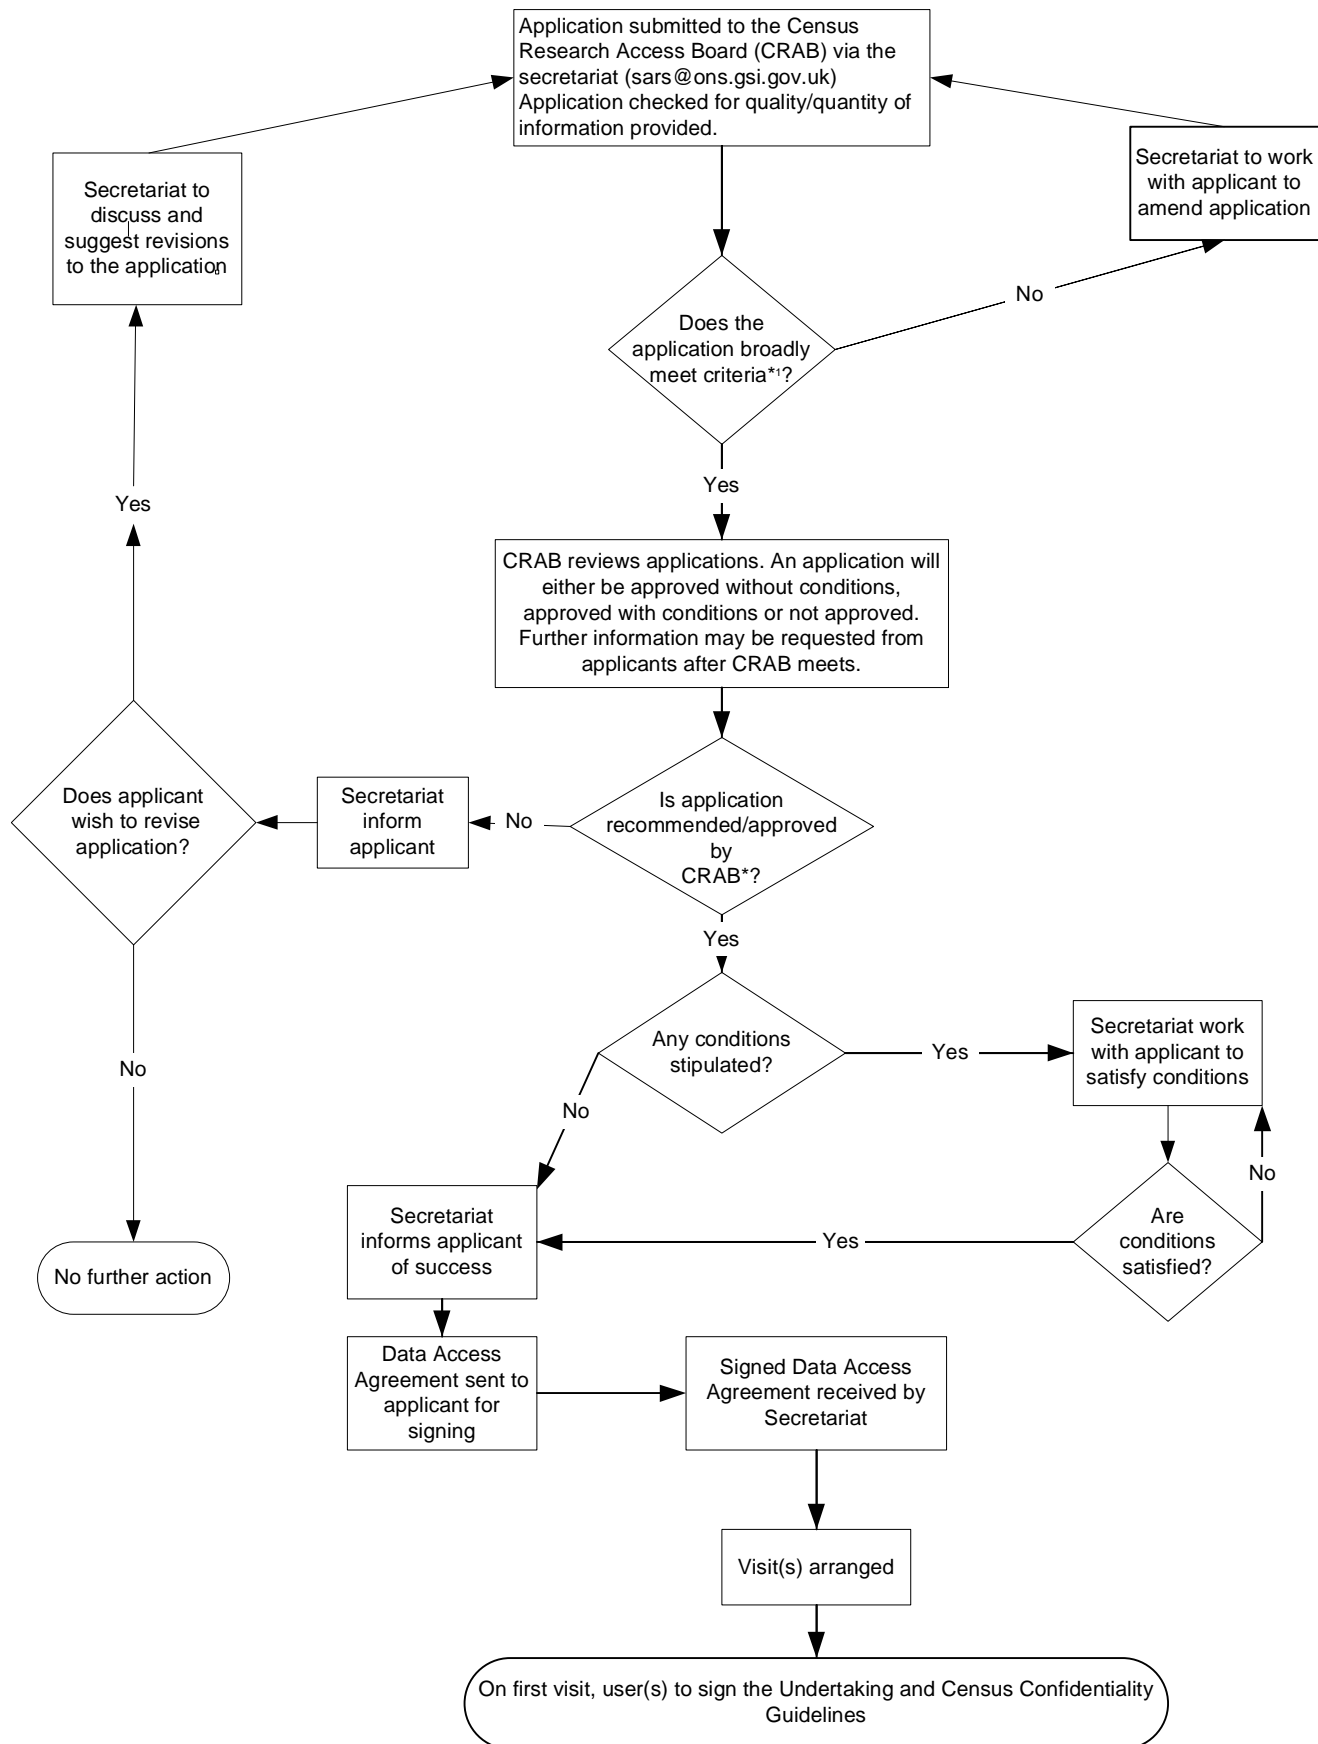 Application submitted to the Census
Research Access Board (CRAB) via the
secretariat (sars@ons.gsi.gov.uk)
Application checked for quality/quantity of
information provided.
Secretariat to work
with applicant to
amend application
Secretariat to
discuss and
suggest revisions
to the application
No
Does the
application broadly
meet criteria*¹?
Yes
Yes
CRAB reviews applications. An application will
either be approved without conditions,
approved with conditions or not approved.
Further information may be requested from
applicants after CRAB meets.
Does applicant
wish to revise
application?
Secretariat
inform
applicant
No
Is application
recommended/approved
by
CRAB*?
Yes
Any conditions
stipulated?
Yes
Secretariat work
with applicant to
satisfy conditions
No
No
No
Secretariat
informs applicant
of success
Yes
Are
conditions
satisfied?
No further action
Data Access
Agreement sent to
applicant for
signing
Signed Data Access
Agreement received by
Secretariat
Visit(s) arranged
On first visit, user(s) to sign the Undertaking and Census Confidentiality
Guidelines